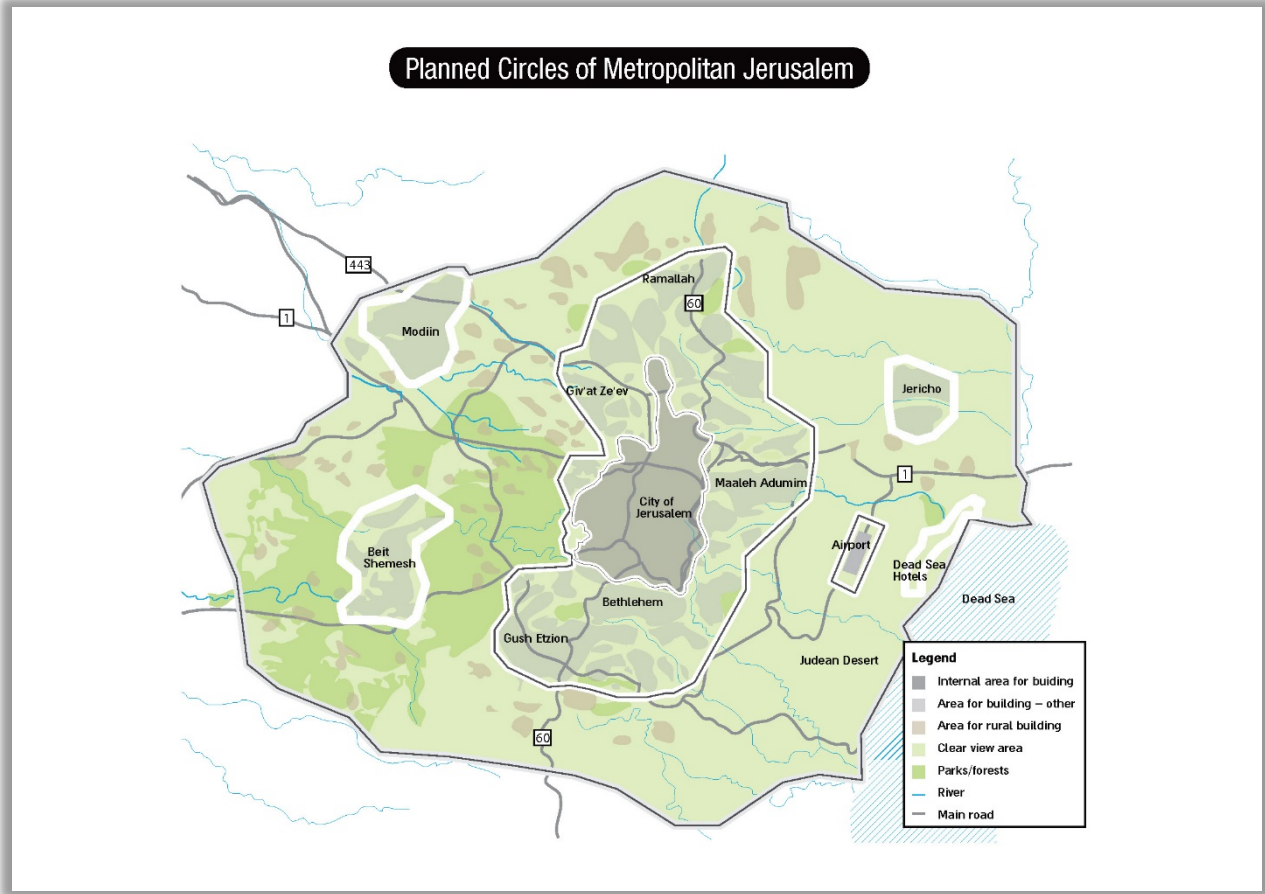 Planned Circles of Metropolitan Jerusalem
443
Ramallah
60
1
Modiin
Giv'at Ze'ev
Jericho
1
Maaleh Adumim
City of
Jerusalem
Airport
Beit
Shemesh
Dead Sea
Hotels
Dead Sea
Bethlehem
Gush Etzion
Judean Desert
60
Legend
Internal area for buiding
Area for building – other
Area for rural building
Clear view area
Parks/forests
River
Main road